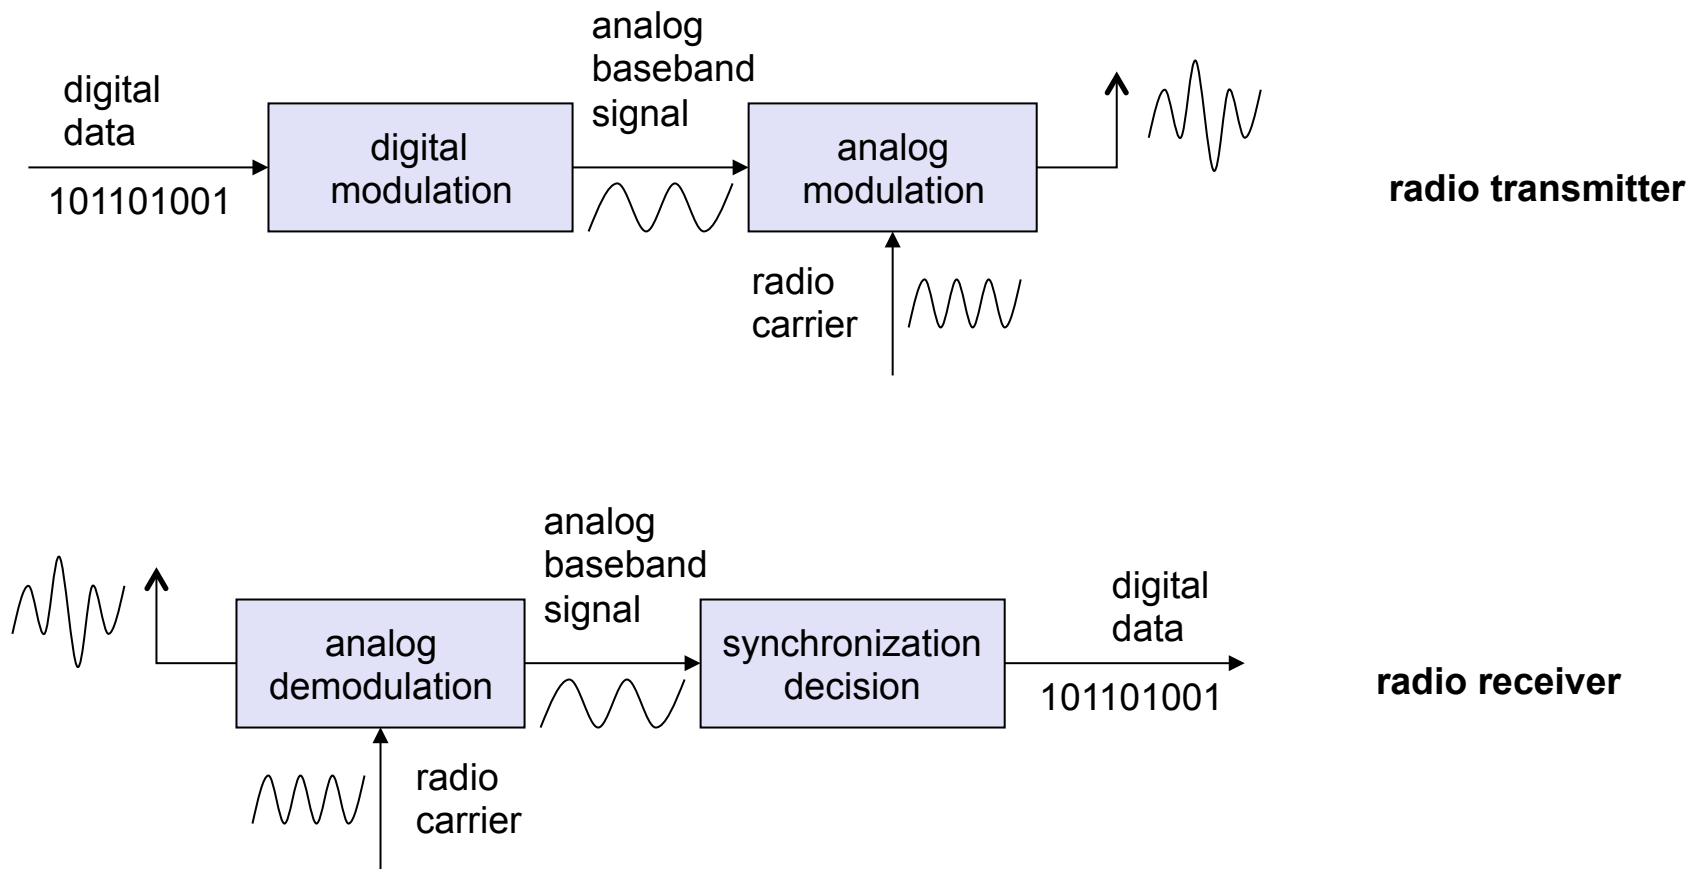 analog
baseband
signal
digital
data
101101001
digital
modulation
analog
modulation
radio transmitter
radio
carrier
analog
baseband
signal
digital
data
101101001
analog
demodulation
synchronization
decision
radio receiver
radio
carrier